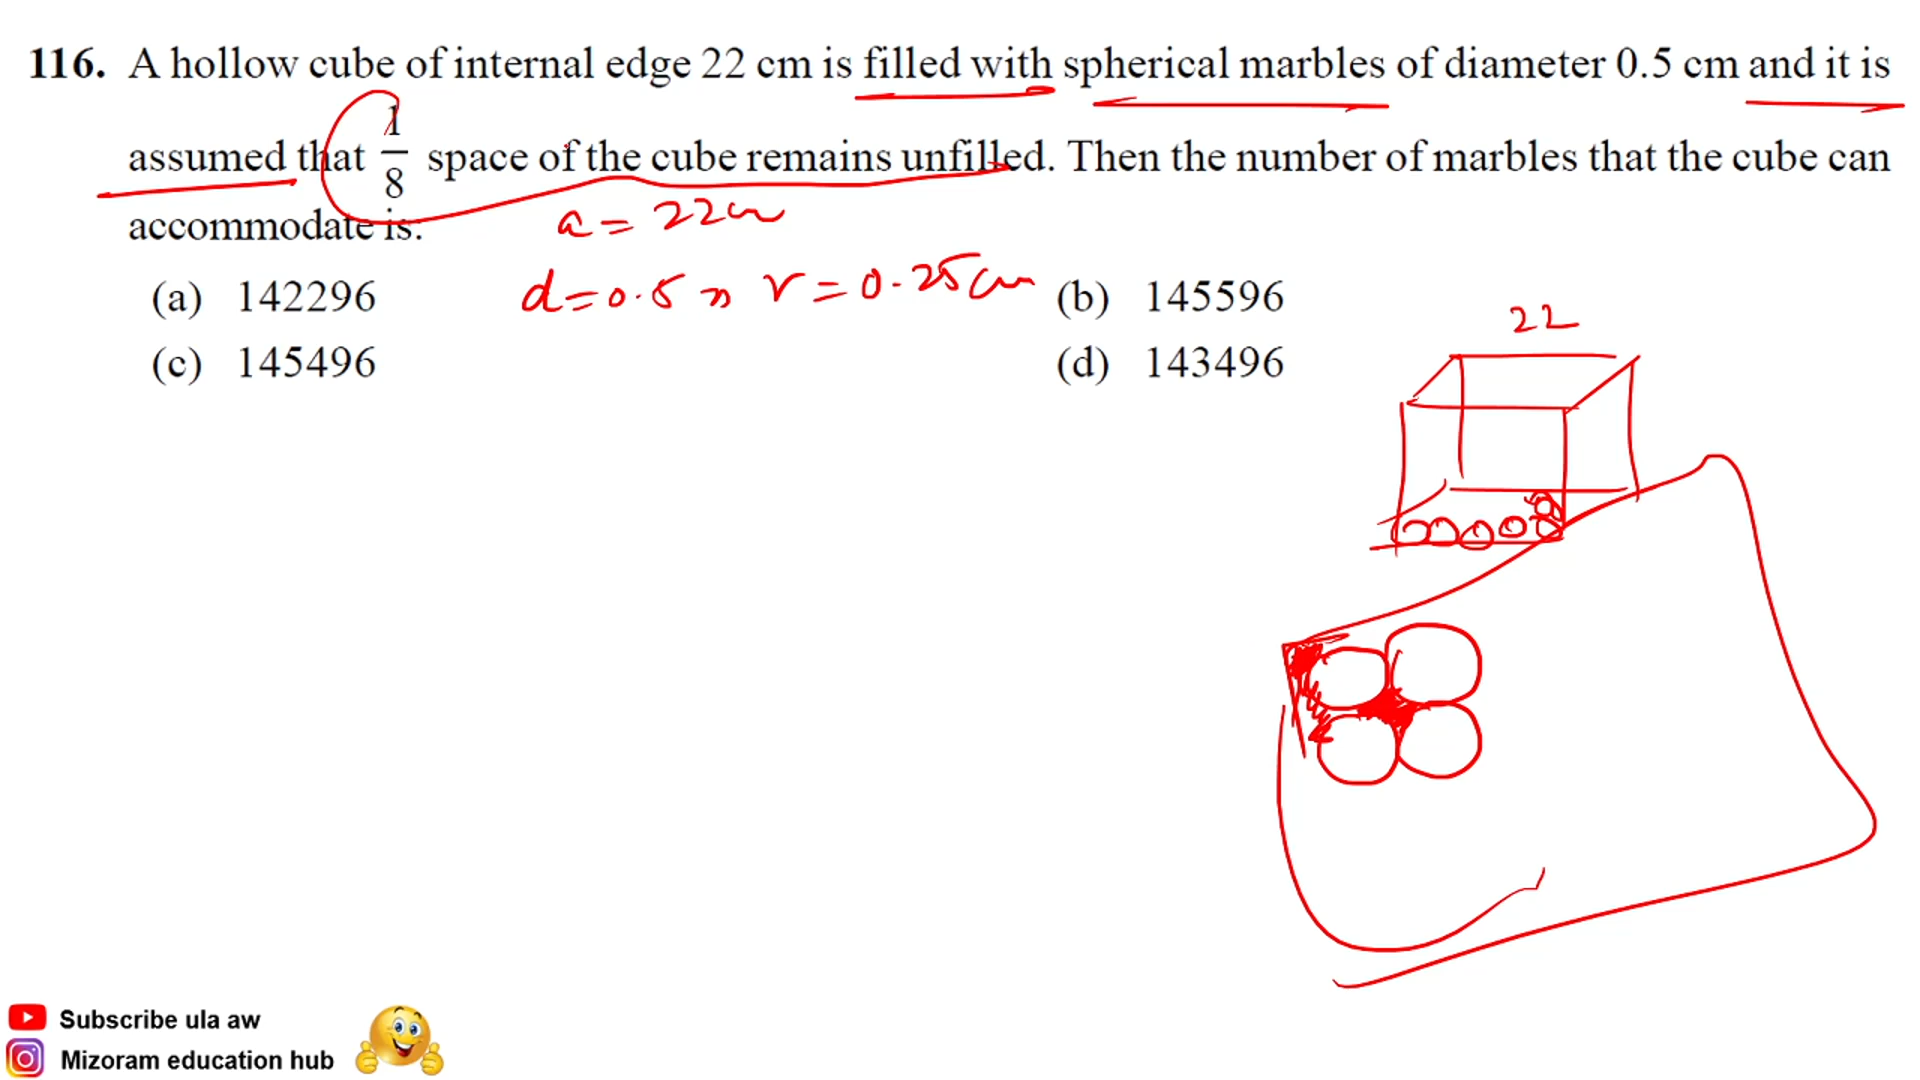 116. A hollow cube of internal edge 22 cm is filled with spherical marbles of diameter 0.5 cm and it is
assumed that 1/8 space of the cube remains unfilled. Then the number of marbles that the cube can
accommodate is:
a = 22cm
d = 0.5 ⇒ r = 0.25cm
(a) 142296
(b) 145596
22
(c) 145496
(d) 143496
Subscribe ula aw
Mizoram education hub